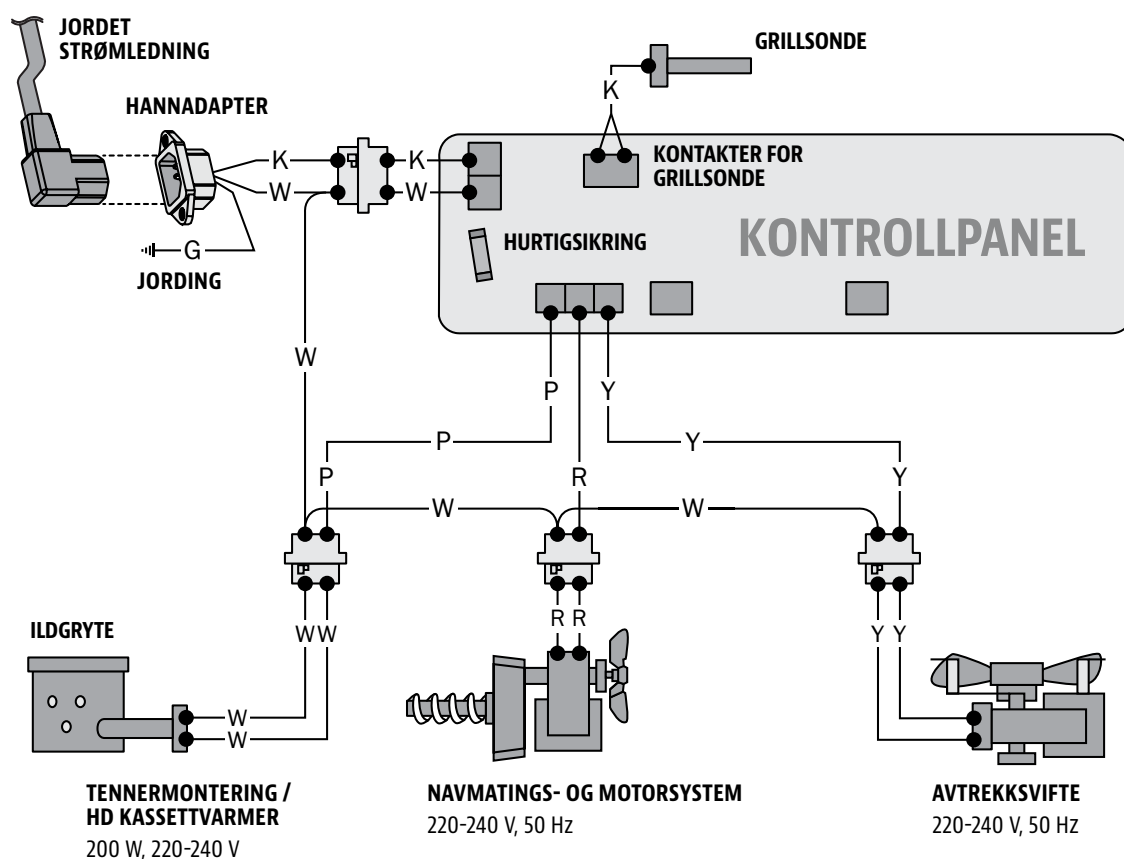 JORDET
STRØMLEDNING
HANNADAPTER
GRILLSONDE
K
K
K
W
W
KONTAKTER FOR
GRILLSONDE
KONTROLLPANEL
HURTIGSIKRING
G
JORDING
W
P
Y
P
Y
P
R
Y
W
W
ILDGRYTE
W W
R R
Y Y
W
W
TENNERMONTERING /
HD KASSETTVARMER
200 W, 220-240 V
NAVMATINGS- OG MOTORSYSTEM
220-240 V, 50 Hz
AVTREKKSVIFTE
220-240 V, 50 Hz